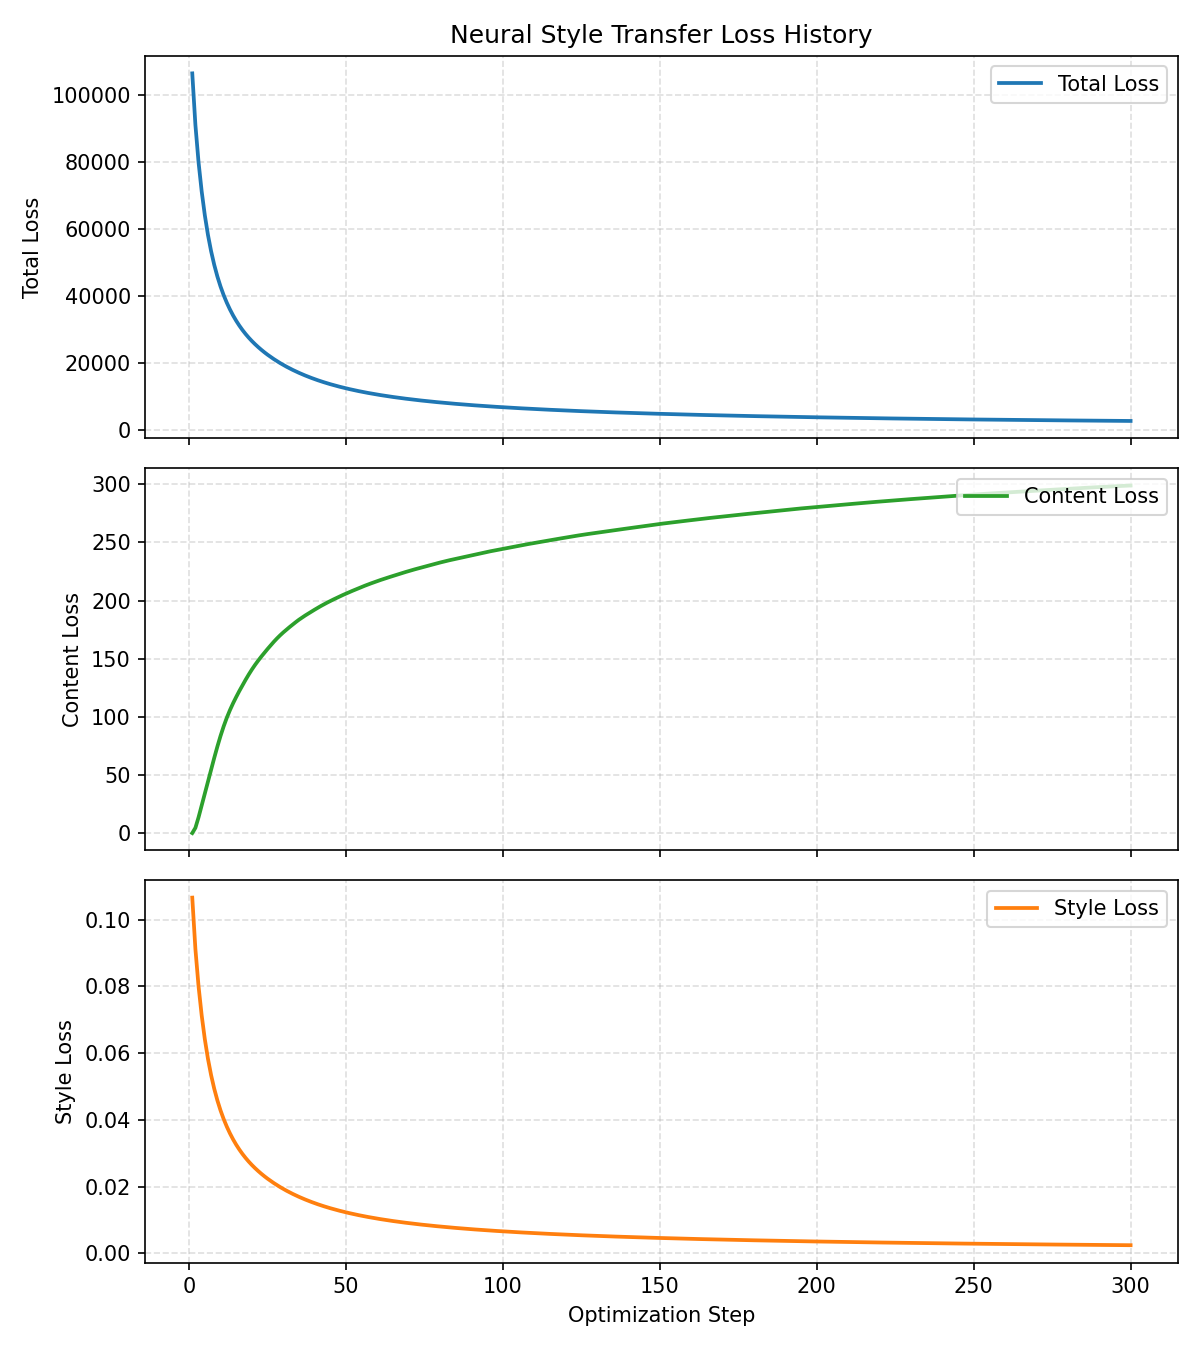 Neural Style Transfer Loss History
Total Loss
100000
80000
60000
40000
20000
0
Total Loss
Content Loss
300
250
200
150
100
50
0
Content Loss
Style Loss
0.10
0.08
0.06
0.04
0.02
0.00
Style Loss
0 50 100 150 200 250 300
Optimization Step